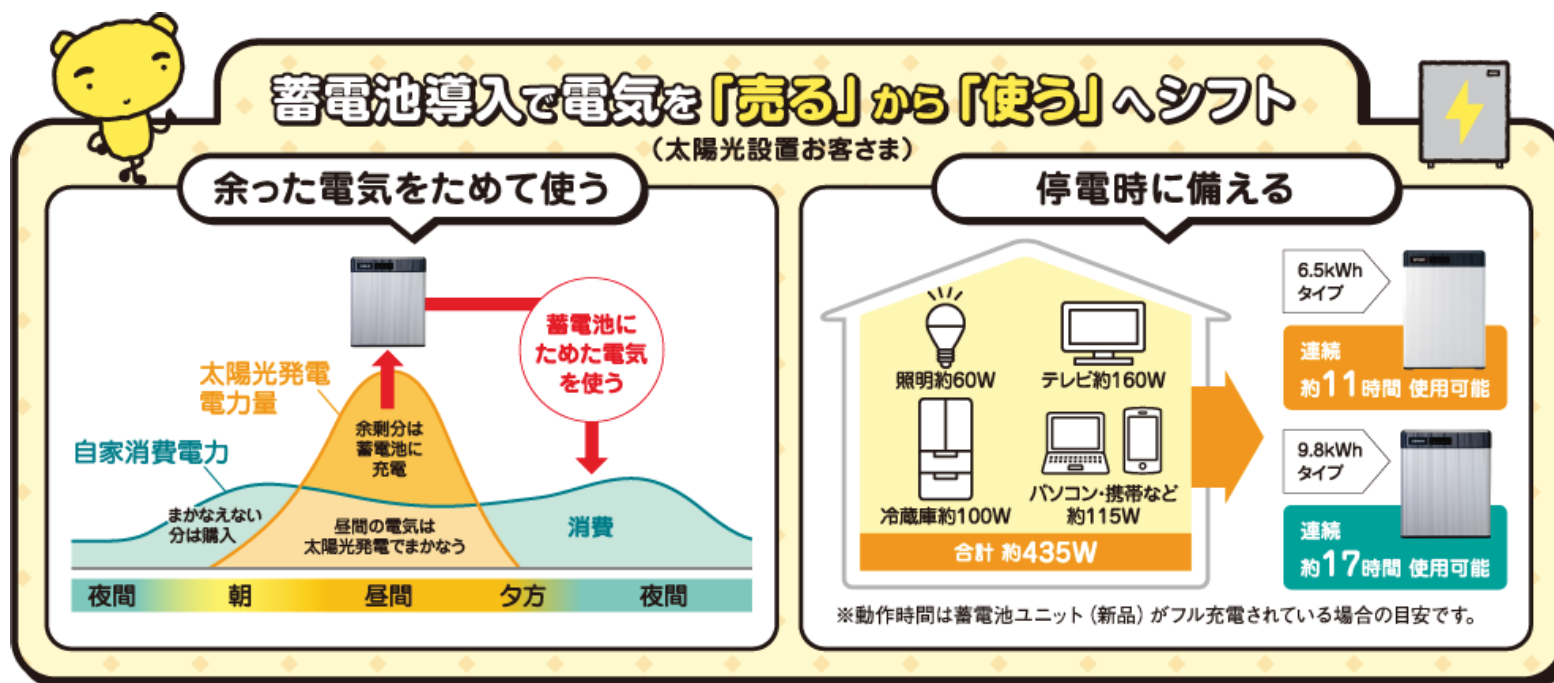 蓄電池導入で電気を「売る」から「使う」へシフト
（太陽光設置お客さま）
余った電気をためて使う
蓄電池に
ためた電気
を使う
太陽光発電
電力量
余剰分は
蓄電池に
充電
自家消費電力
まかなえない
分は購入
昼間の電気は
太陽光発電でまかなう
消費
夜間
朝
昼間
夕方
夜間
停電時に備える
照明約60W
テレビ約160W
冷蔵庫約100W
パソコン・携帯など
約115W
合計 約435W
6.5kWh
タイプ
連続
約11時間 使用可能
9.8kWh
タイプ
連続
約17時間 使用可能
※動作時間は蓄電池ユニット（新品）がフル充電されている場合の目安です。